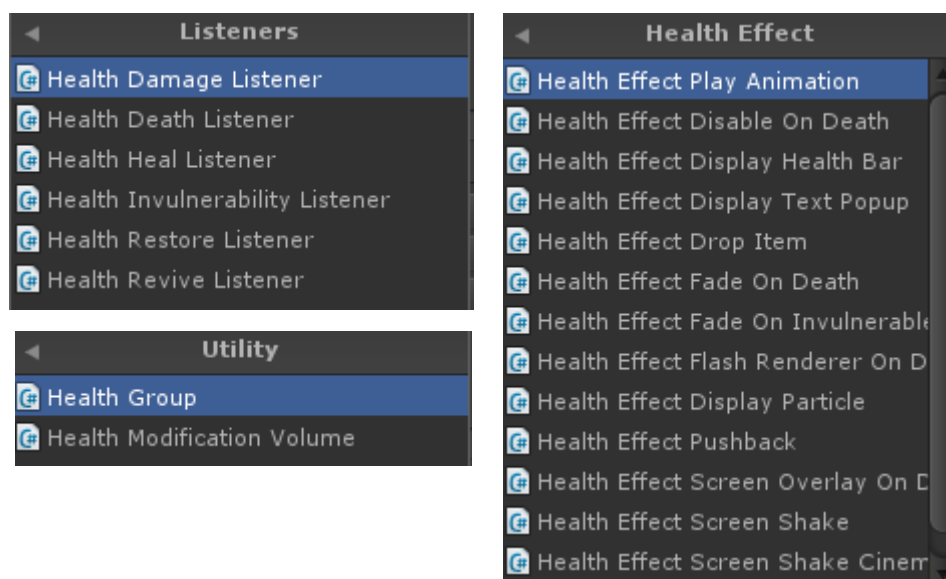 Listeners
Health Damage Listener
Health Death Listener
Health Heal Listener
Health Invulnerability Listener
Health Restore Listener
Health Revive Listener
Utility
Health Group
Health Modification Volume
Health Effect
Health Effect Play Animation
Health Effect Disable On Death
Health Effect Display Health Bar
Health Effect Display Text Popup
Health Effect Drop Item
Health Effect Fade On Death
Health Effect Fade On Invulnerable
Health Effect Flash Renderer On D
Health Effect Display Particle
Health Effect Pushback
Health Effect Screen Overlay On D
Health Effect Screen Shake
Health Effect Screen Shake Cinem